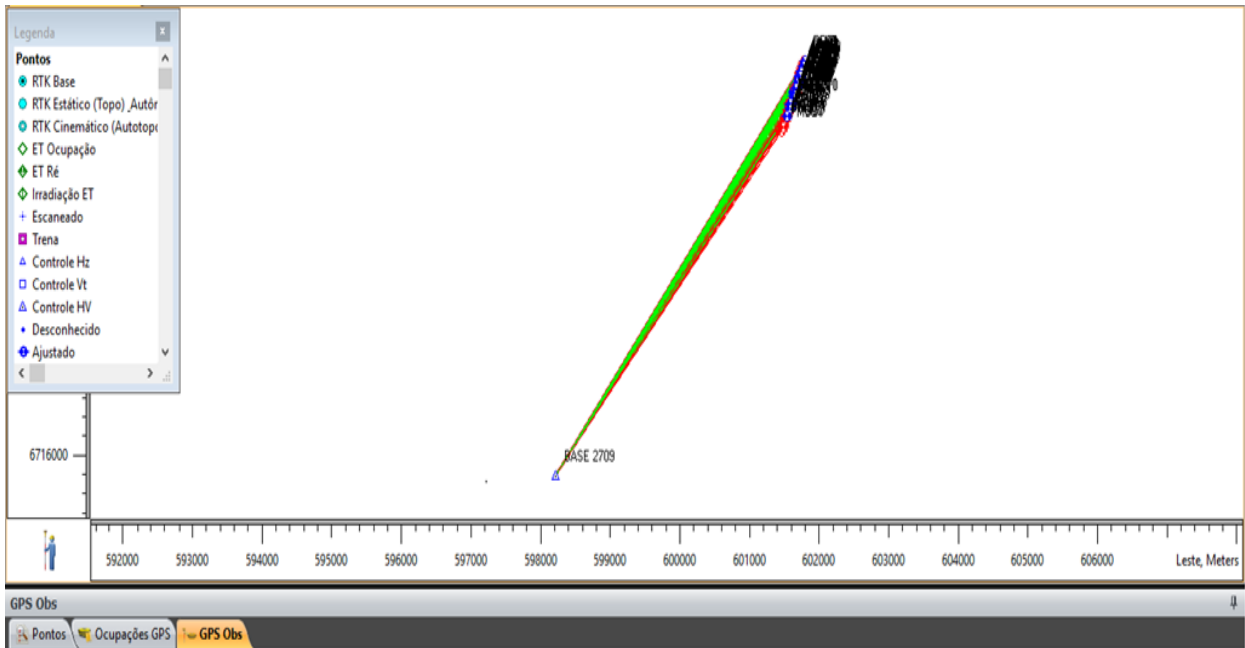 Legenda
x
Pontos
RTK Base
RTK Estático (Topo) _Autôr
RTK Cinemático (Autotopo
ET Ocupação
ET Ré
Irradiação ET
Escaneado
Trena
Controle Hz
Controle Vt
Controle HV
Desconhecido
Ajustado
6716000
BASE 2709
592000 593000 594000 595000 596000 597000 598000 599000 600000 601000 602000 603000 604000 605000 606000 Leste, Meters
GPS Obs
Pontos Ocupações GPS GPS Obs